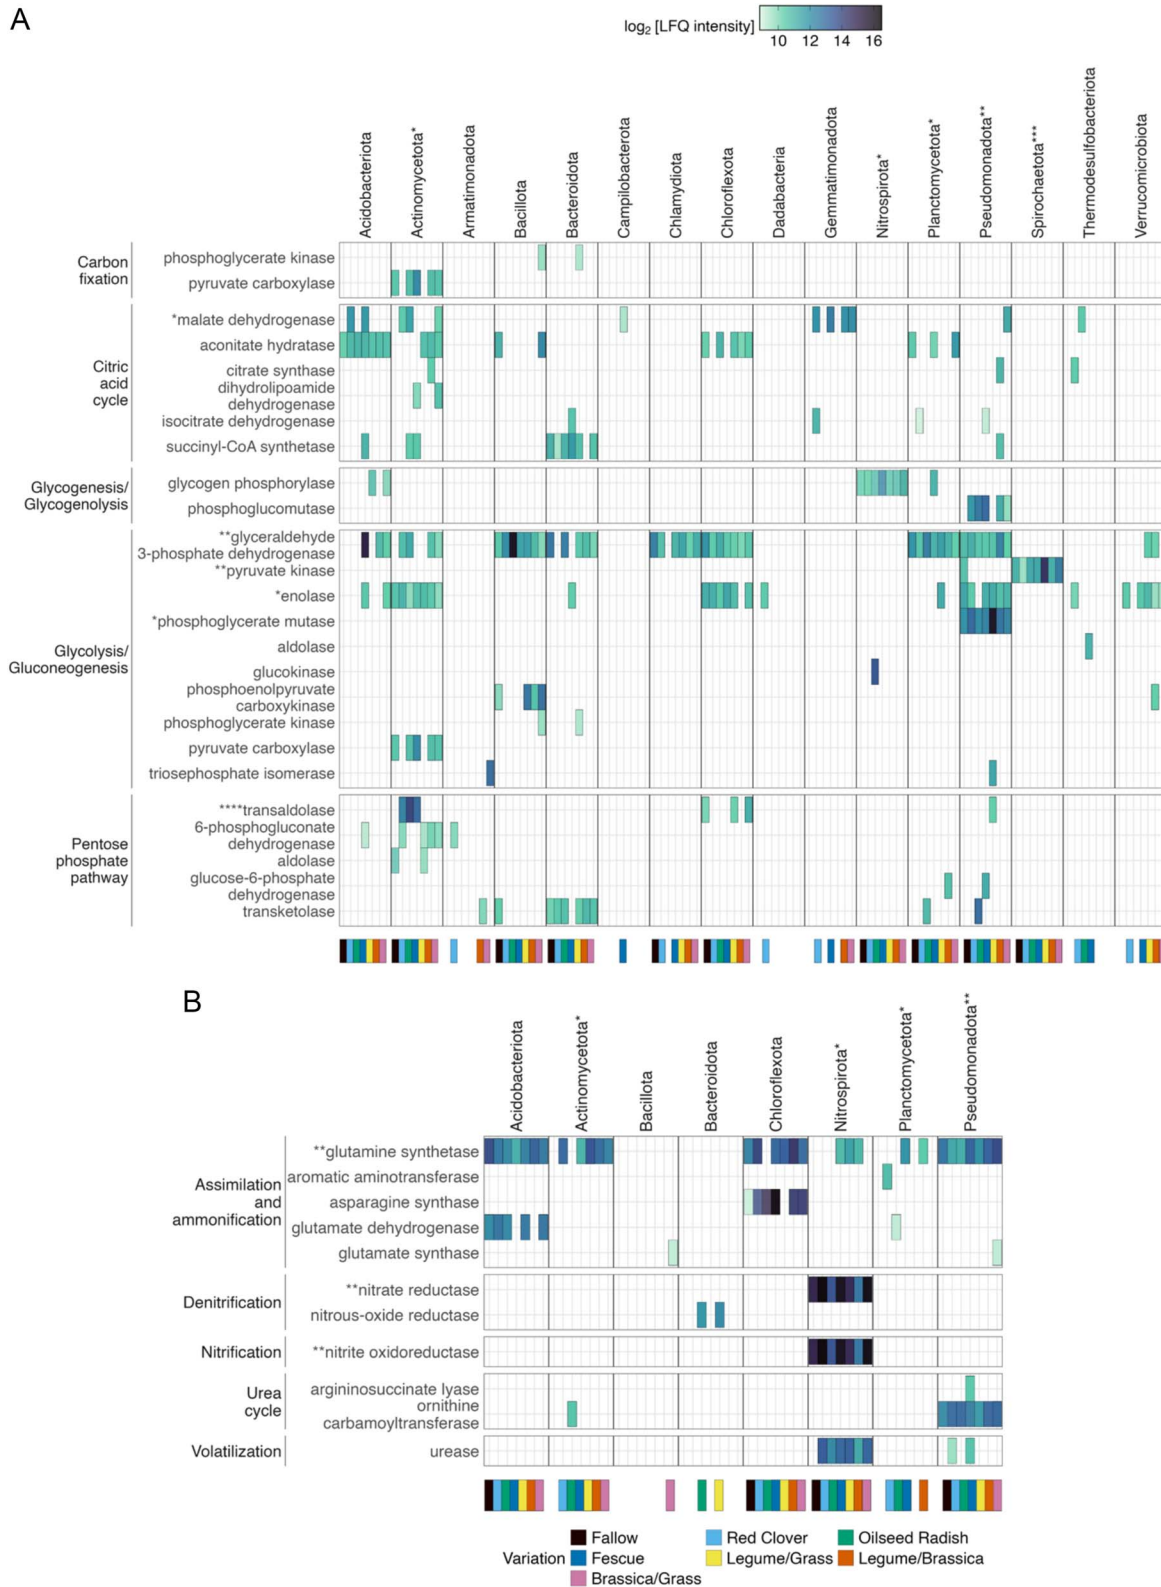 A
log₂ [LFQ intensity]
10 12 14 16
Acidobacteriota
Actinomycetota*
Armatimonadota
Bacillota
Bacteroidota
Campilobacterota
Chlamydiota
Chloroflexota
Dadabacteria
Gemmatimonadota
Nitrospirota*
Planctomycetota*
Pseudomonadota**
Spirochaetota***
Thermodesulfobacteriota
Verrucomicrobiota
Carbon
fixation
phosphoglycerate kinase
pyruvate carboxylase
Citric
acid
cycle
*malate dehydrogenase
aconitate hydratase
citrate synthase
dihydrolipoamide
dehydrogenase
isocitrate dehydrogenase
succinyl-CoA synthetase
Glycogenesis/
Glycogenolysis
glycogen phosphorylase
phosphoglucomutase
Glycolysis/
Gluconeogenesis
**glyceraldehyde
3-phosphate dehydrogenase
**pyruvate kinase
*enolase
*phosphoglycerate mutase
aldolase
glucokinase
phosphoenolpyruvate
carboxykinase
phosphoglycerate kinase
pyruvate carboxylase
triosephosphate isomerase
Pentose
phosphate
pathway
****transaldolase
6-phosphogluconate
dehydrogenase
aldolase
glucose-6-phosphate
dehydrogenase
transketolase
B
Acidobacteriota
Actinomycetota*
Bacillota
Bacteroidota
Chloroflexota
Nitrospirota*
Planctomycetota*
Pseudomonadota**
Assimilation
and
ammonification
**glutamine synthetase
aromatic aminotransferase
asparagine synthase
glutamate dehydrogenase
glutamate synthase
Denitrification
**nitrate reductase
nitrous-oxide reductase
Nitrification
**nitrite oxidoreductase
Urea
cycle
argininosuccinate lyase
ornithine
carbamoyltransferase
Volatilization
urease
Variation
Fallow
Red Clover
Oilseed Radish
Fescue
Legume/Grass
Legume/Brassica
Brassica/Grass